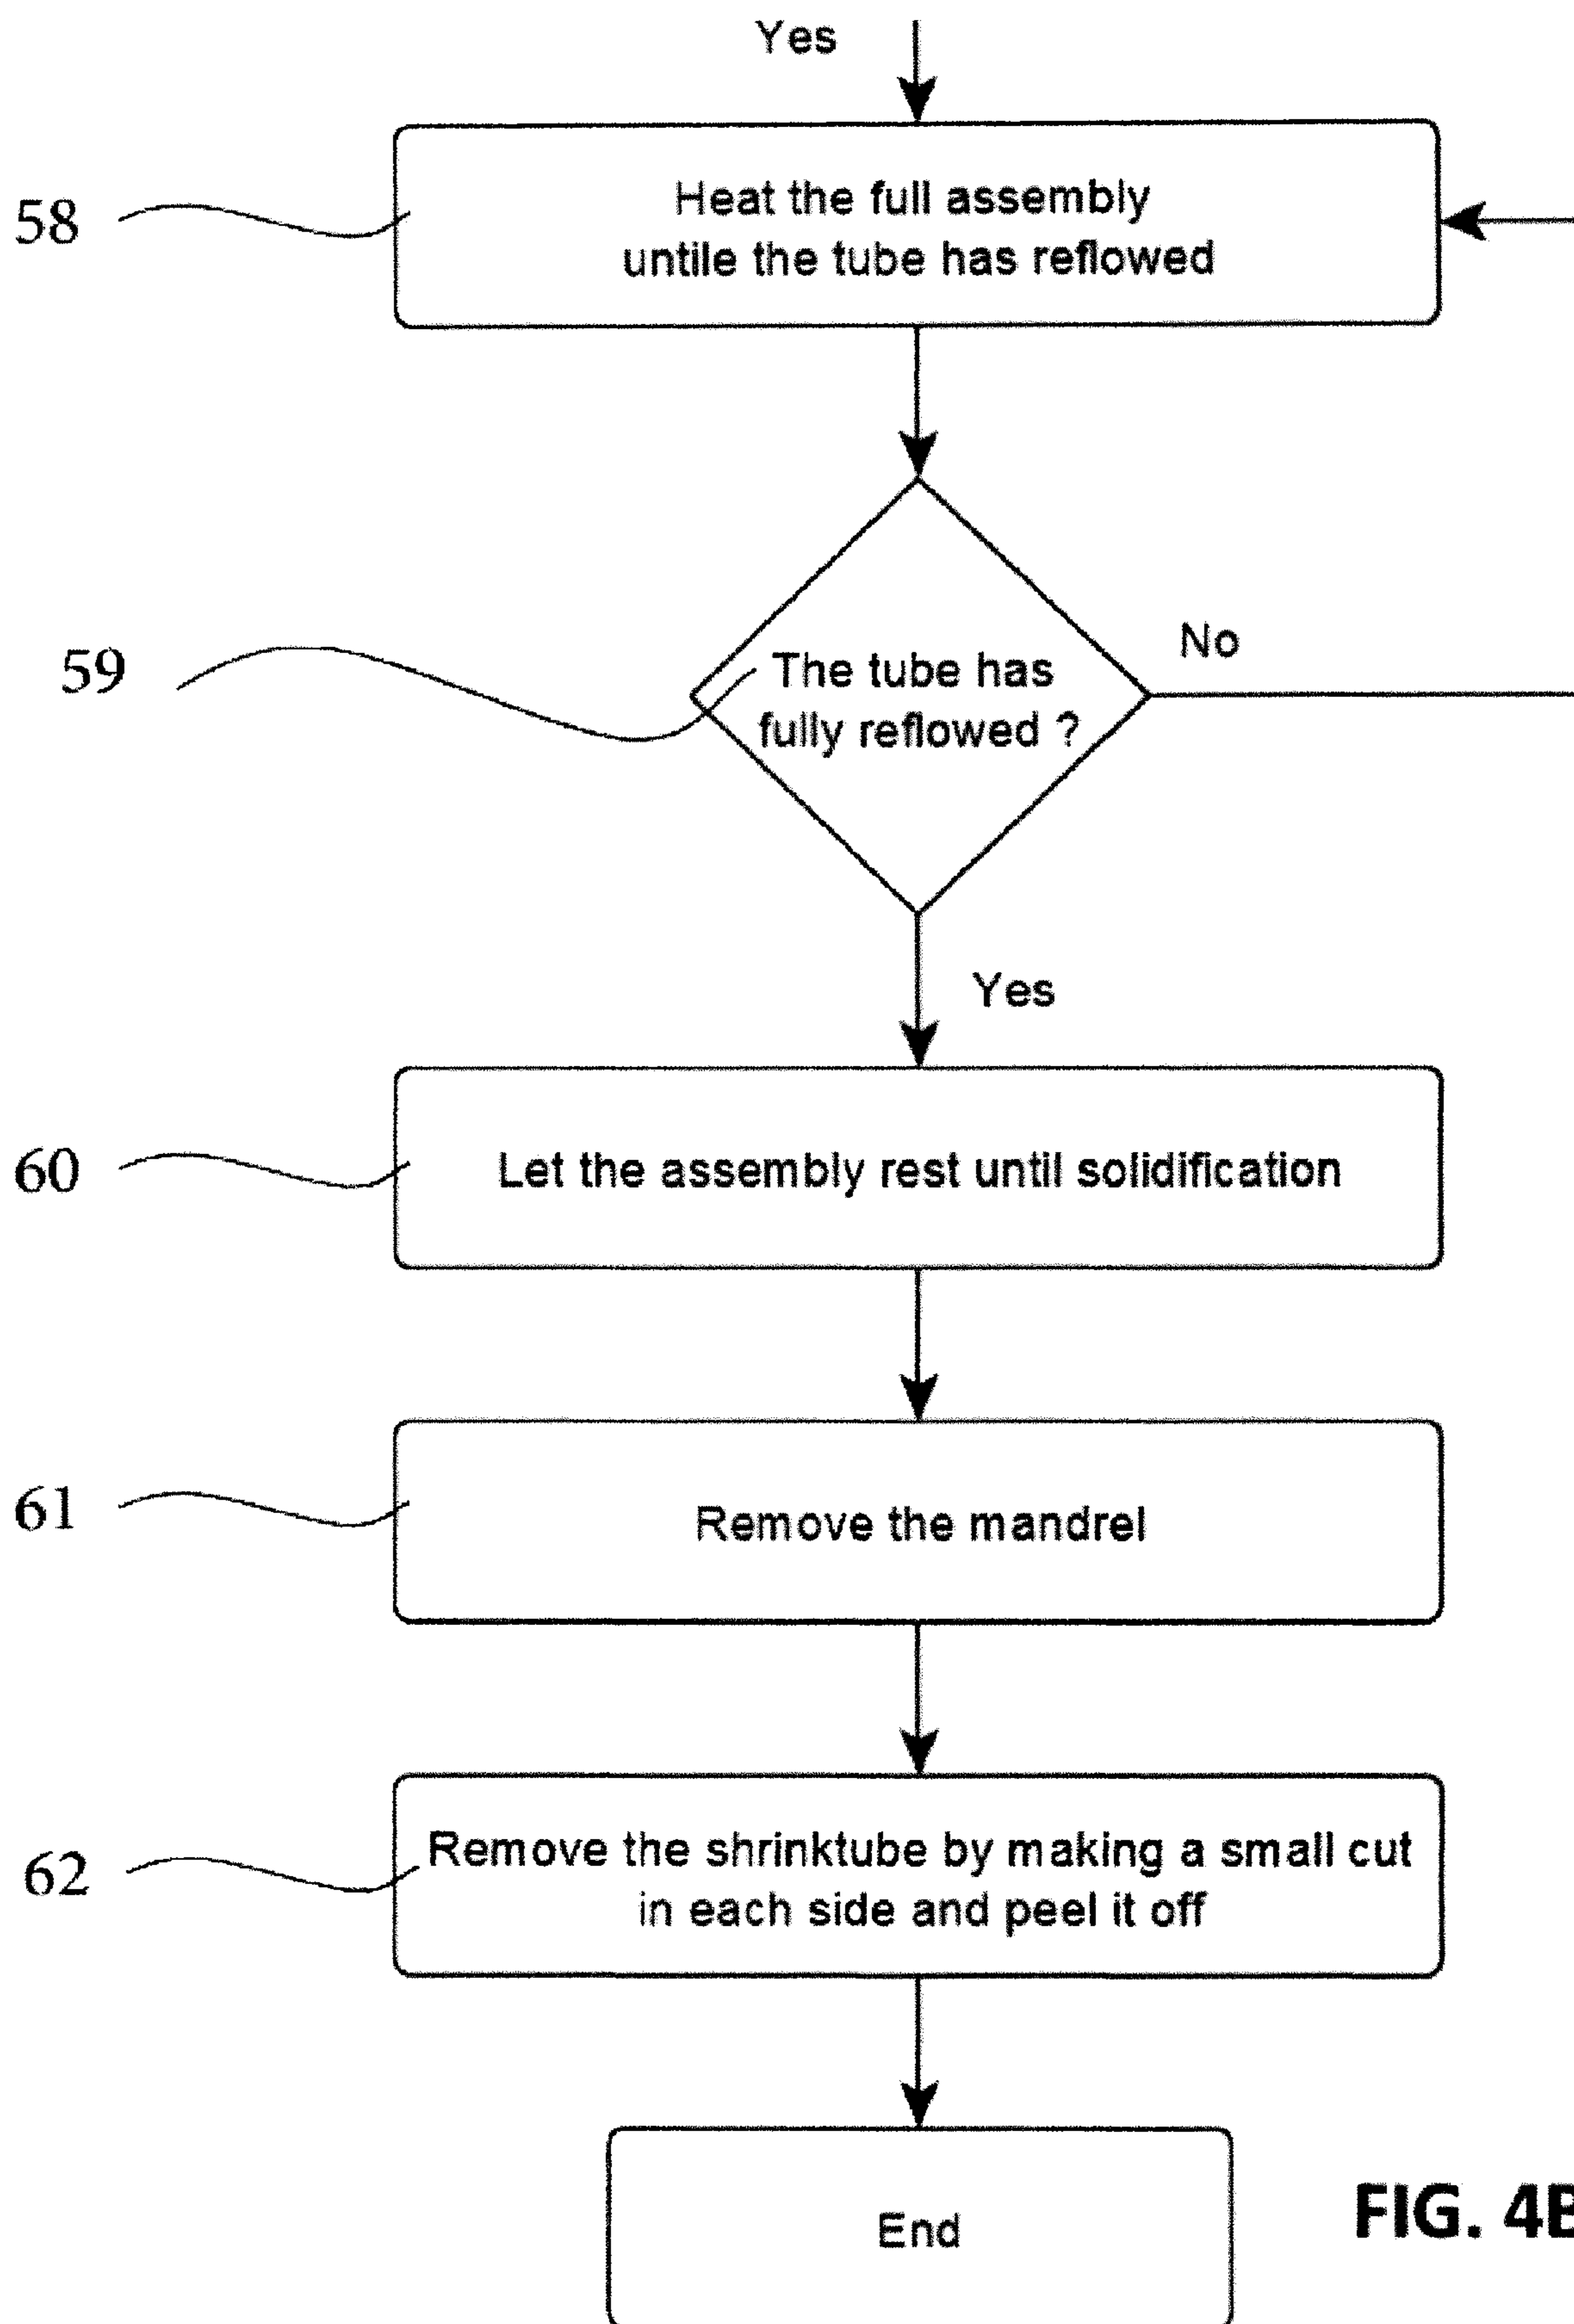 Yes
58
Heat the full assembly
untile the tube has reflowed
59
The tube has
fully reflowed ?
No
Yes
60
Let the assembly rest until solidification
61
Remove the mandrel
62
Remove the shrinktube by making a small cut
in each side and peel it off
End
FIG. 4B